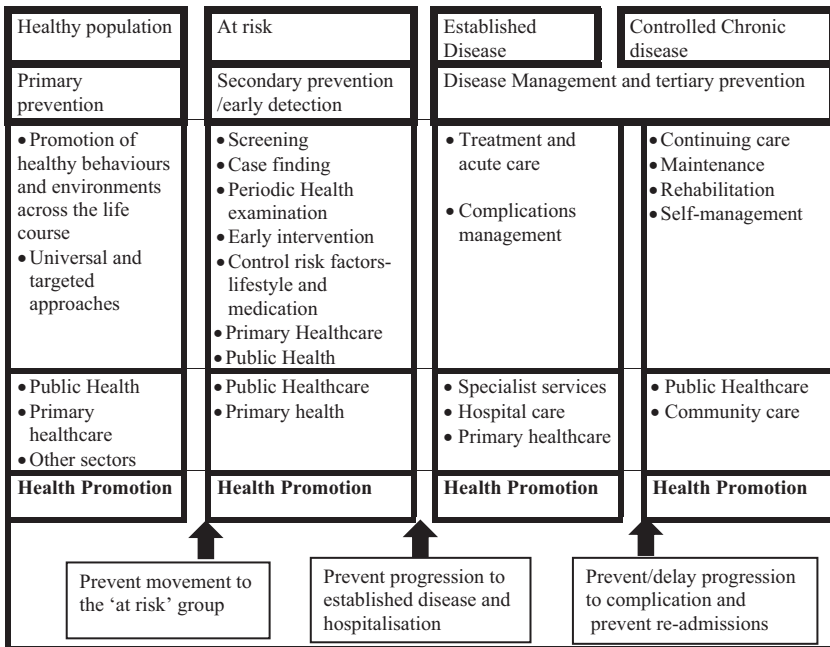 Healthy population
At risk
Established
Disease
Controlled Chronic
disease
Primary
prevention
Secondary prevention
/early detection
Disease Management and tertiary prevention
• Promotion of
healthy behaviours
and environments
across the life
course
• Universal and
targeted
approaches
• Screening
• Case finding
• Periodic Health
examination
• Early intervention
• Control risk factors-
lifestyle and
medication
• Primary Healthcare
• Public Health
• Treatment and
acute care
• Complications
management
• Continuing care
• Maintenance
• Rehabilitation
• Self-management
• Public Health
• Primary
healthcare
• Other sectors
• Public Healthcare
• Primary health
• Specialist services
• Hospital care
• Primary healthcare
• Public Healthcare
• Community care
Health Promotion
Health Promotion
Health Promotion
Health Promotion
Prevent movement to
the ‘at risk’ group
Prevent progression to
established disease and
hospitalisation
Prevent/delay progression
to complication and
prevent re-admissions